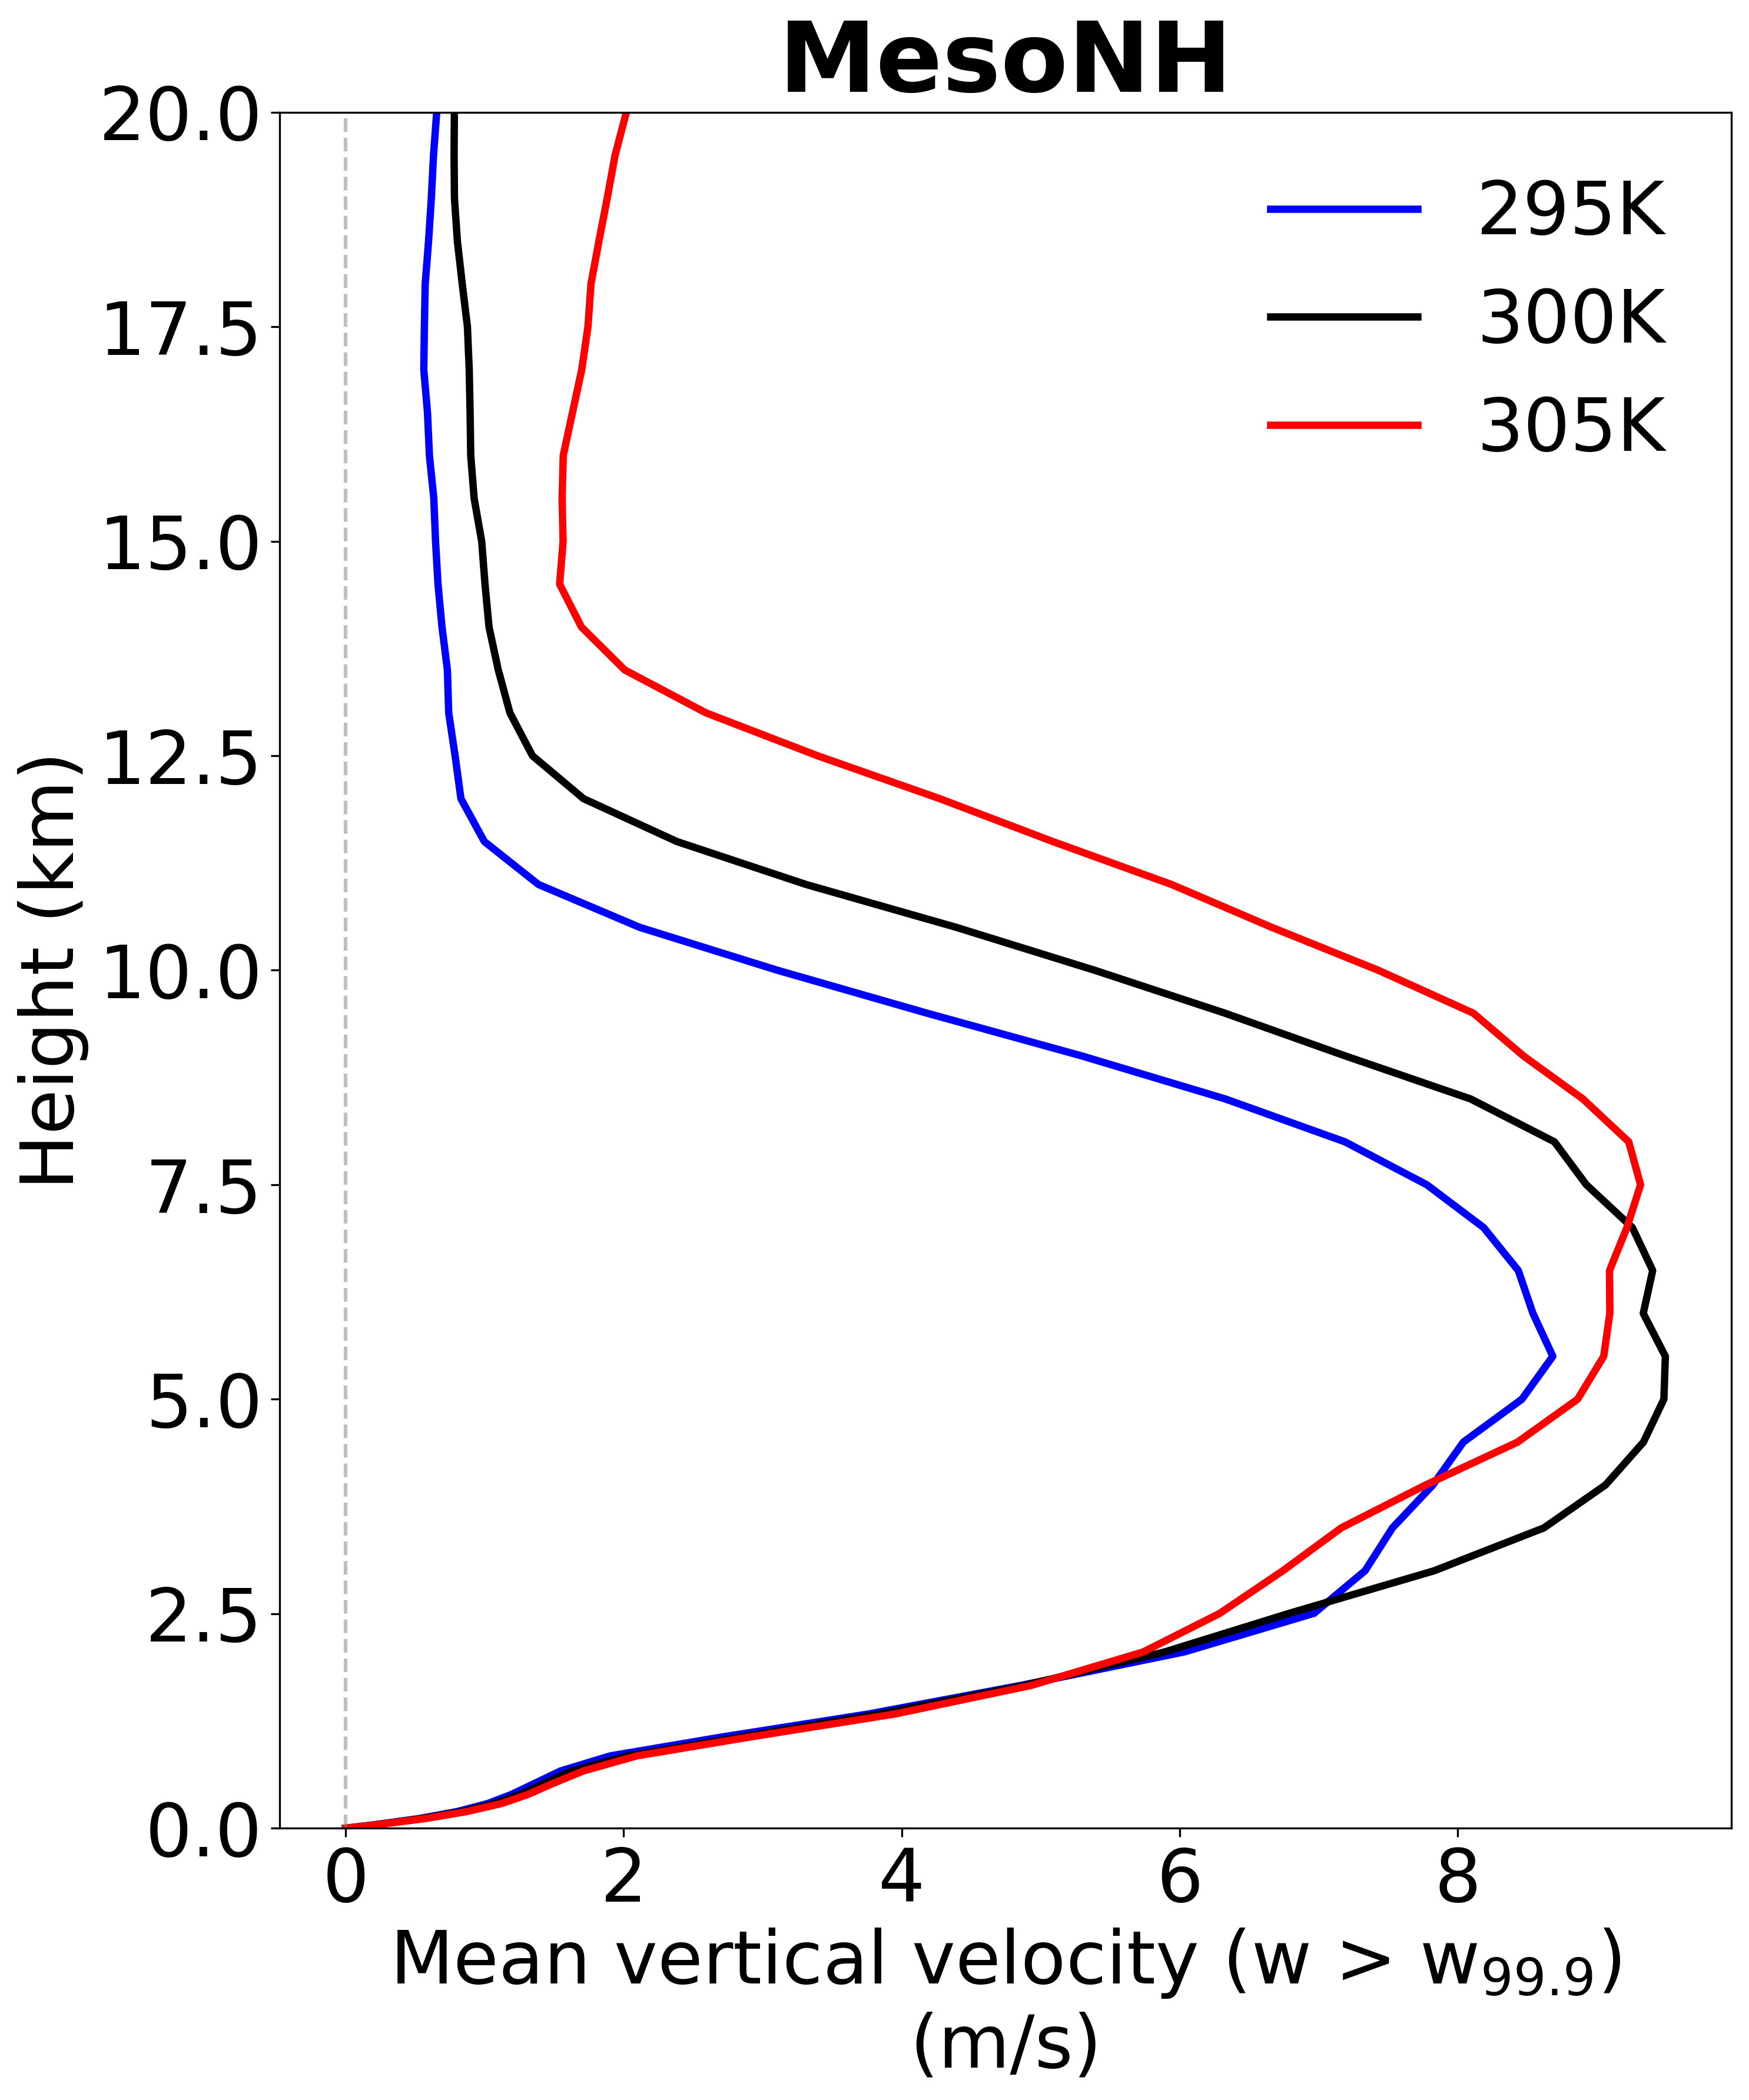 MesoNH
20.0
17.5
15.0
12.5
10.0
7.5
5.0
2.5
0.0
Height (km)
295K
300K
305K
0 2 4 6 8
Mean vertical velocity (w > w99.9)
(m/s)